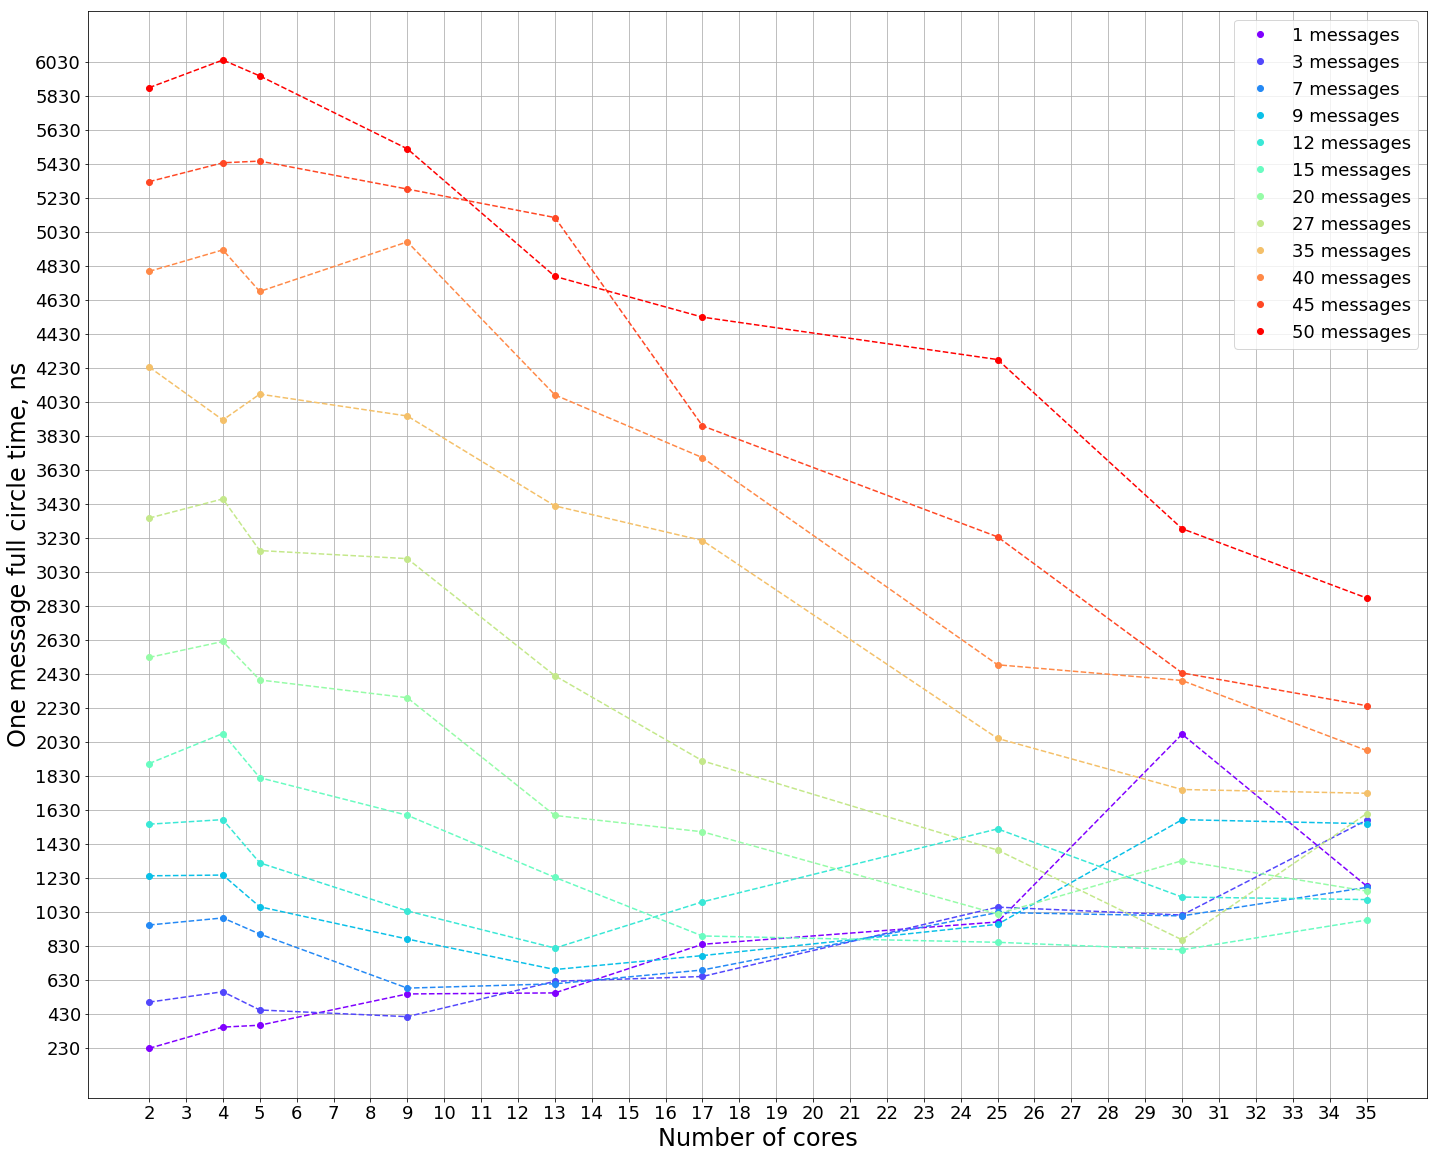 One message full circle time, ns
6030
5830
5630
5430
5230
5030
4830
4630
4430
4230
4030
3830
3630
3430
3230
3030
2830
2630
2430
2230
2030
1830
1630
1430
1230
1030
830
630
430
230
1 messages
3 messages
7 messages
9 messages
12 messages
15 messages
20 messages
27 messages
35 messages
40 messages
45 messages
50 messages
2 3 4 5 6 7 8 9 10 11 12 13 14 15 16 17 18 19 20 21 22 23 24 25 26 27 28 29 30 31 32 33 34 35
Number of cores